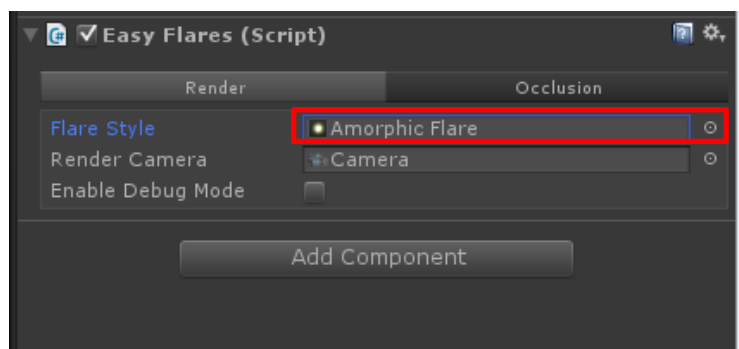 Easy Flares (Script)
Render Occlusion
Flare Style Amorphic Flare
Render Camera Camera
Enable Debug Mode
Add Component